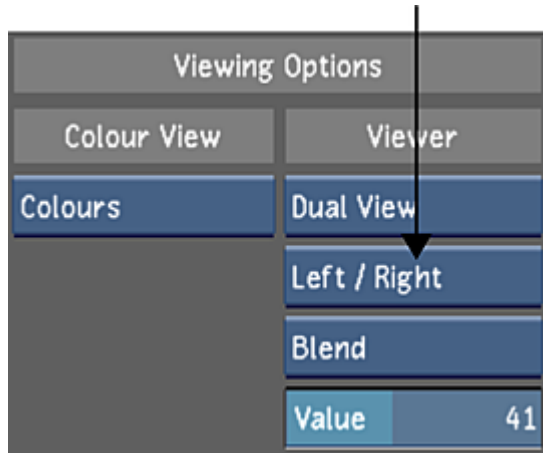 Viewing Options
Colour View
Viewer
Colours
Dual View
Left / Right
Blend
Value 41